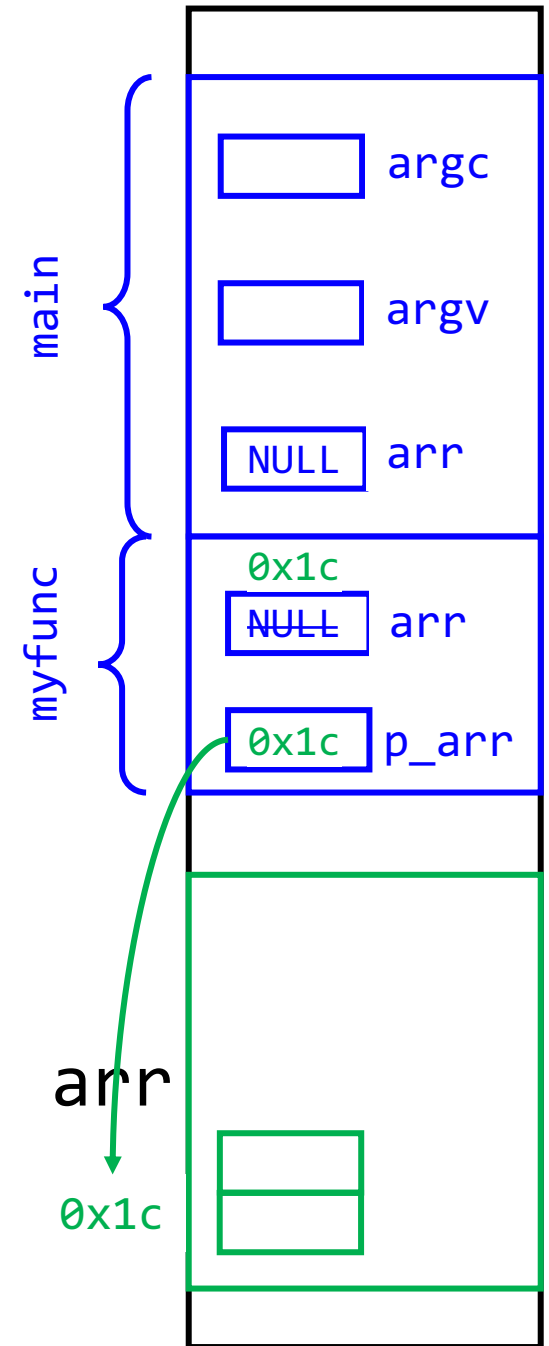 main
argc
argv
NULL arr
myfunc
0x1c
NULL arr
0x1c p_arr
arr
0x1c